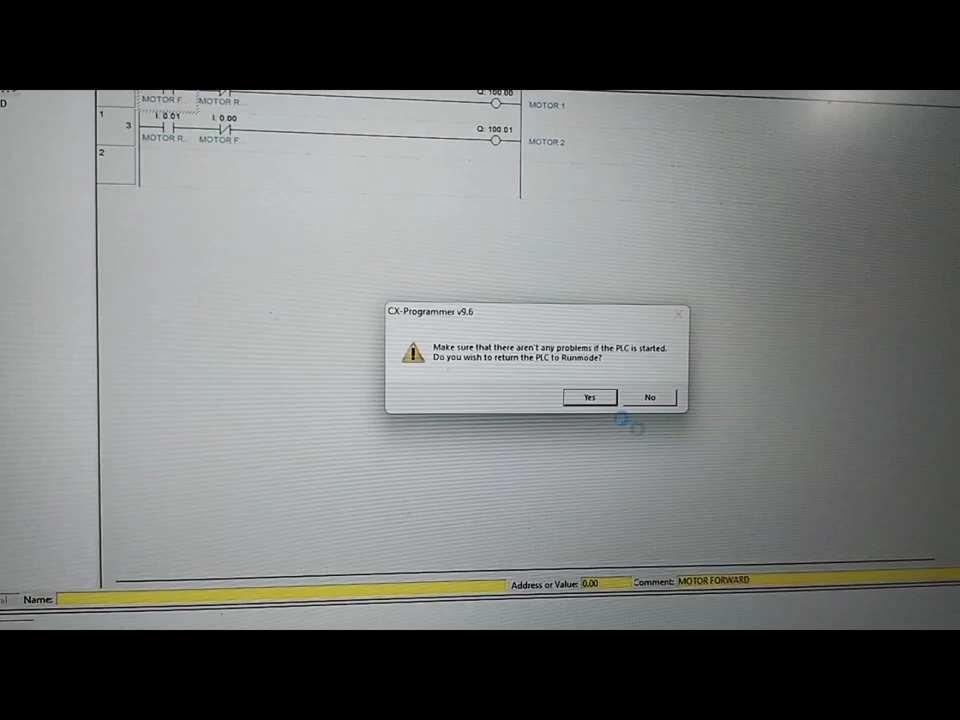 D
Q: 100.00
MOTOR F..
MOTOR R...
MOTOR 1
1
I: 0.01
I: 0.00
3
Q: 100.01
MOTOR R..
MOTOR F...
MOTOR 2
2
CX-Programmer v9.6
Make sure that there aren't any problems if the PLC is started.
Do you wish to return the PLC to Runmode?
Yes
No
Name:
Address or Value: 0.00
Comment: MOTOR FORWARD